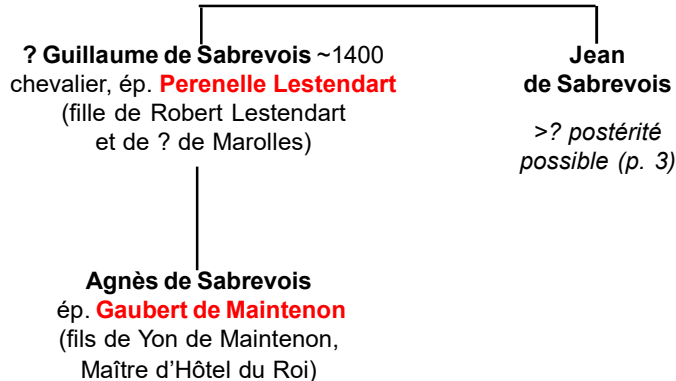 ? Guillaume de Sabrevois ~1400
chevalier, ép. Perenelle Lestendart
(fille de Robert Lestendart
et de ? de Marolles)
Jean
de Sabrevois
>? postérité
possible (p. 3)
Agnès de Sabrevois
ép. Gaubert de Maintenon
(fils de Yon de Maintenon,
Maître d’Hôtel du Roi)